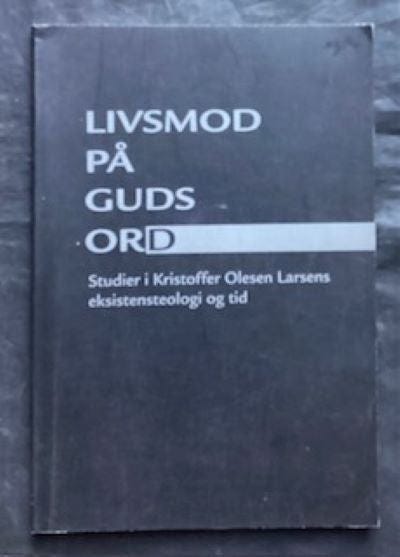 LIVSMOD
PÅ
GUDS
ORD
Studier i Kristoffer Olesen Larsens
eksistensteologi og tid